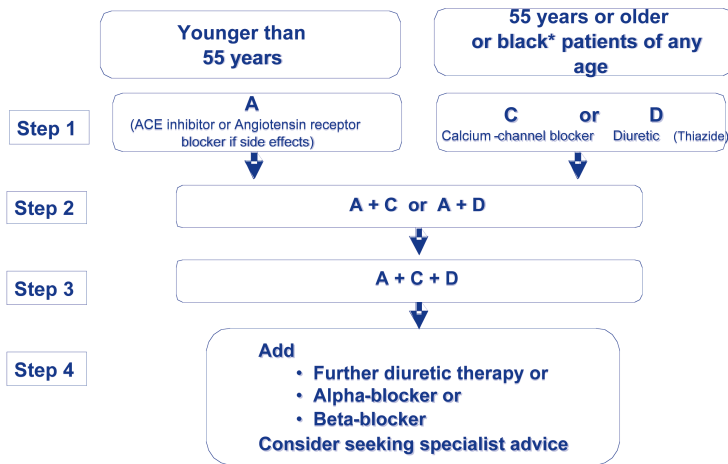 Younger than
55 years
55 years or older
or black* patients of any
age
Step 1
A
(ACE inhibitor or Angiotensin receptor
blocker if side effects)
C or D
Calcium -channel blocker Diuretic (Thiazide)
Step 2
A + C or A + D
Step 3
A + C + D
Step 4
Add
• Further diuretic therapy or
• Alpha-blocker or
• Beta-blocker
Consider seeking specialist advice